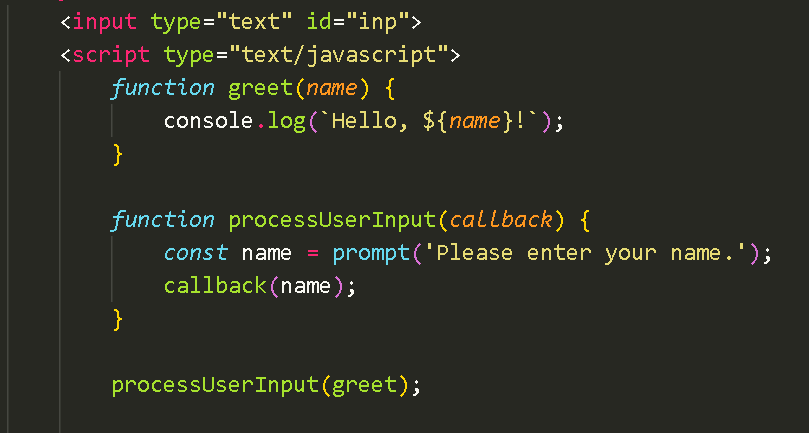 <input type="text" id="inp">
<script type="text/javascript">
function greet(name) {
console.log(`Hello, ${name}!`);
}
function processUserInput(callback) {
const name = prompt('Please enter your name.');
callback(name);
}
processUserInput(greet);